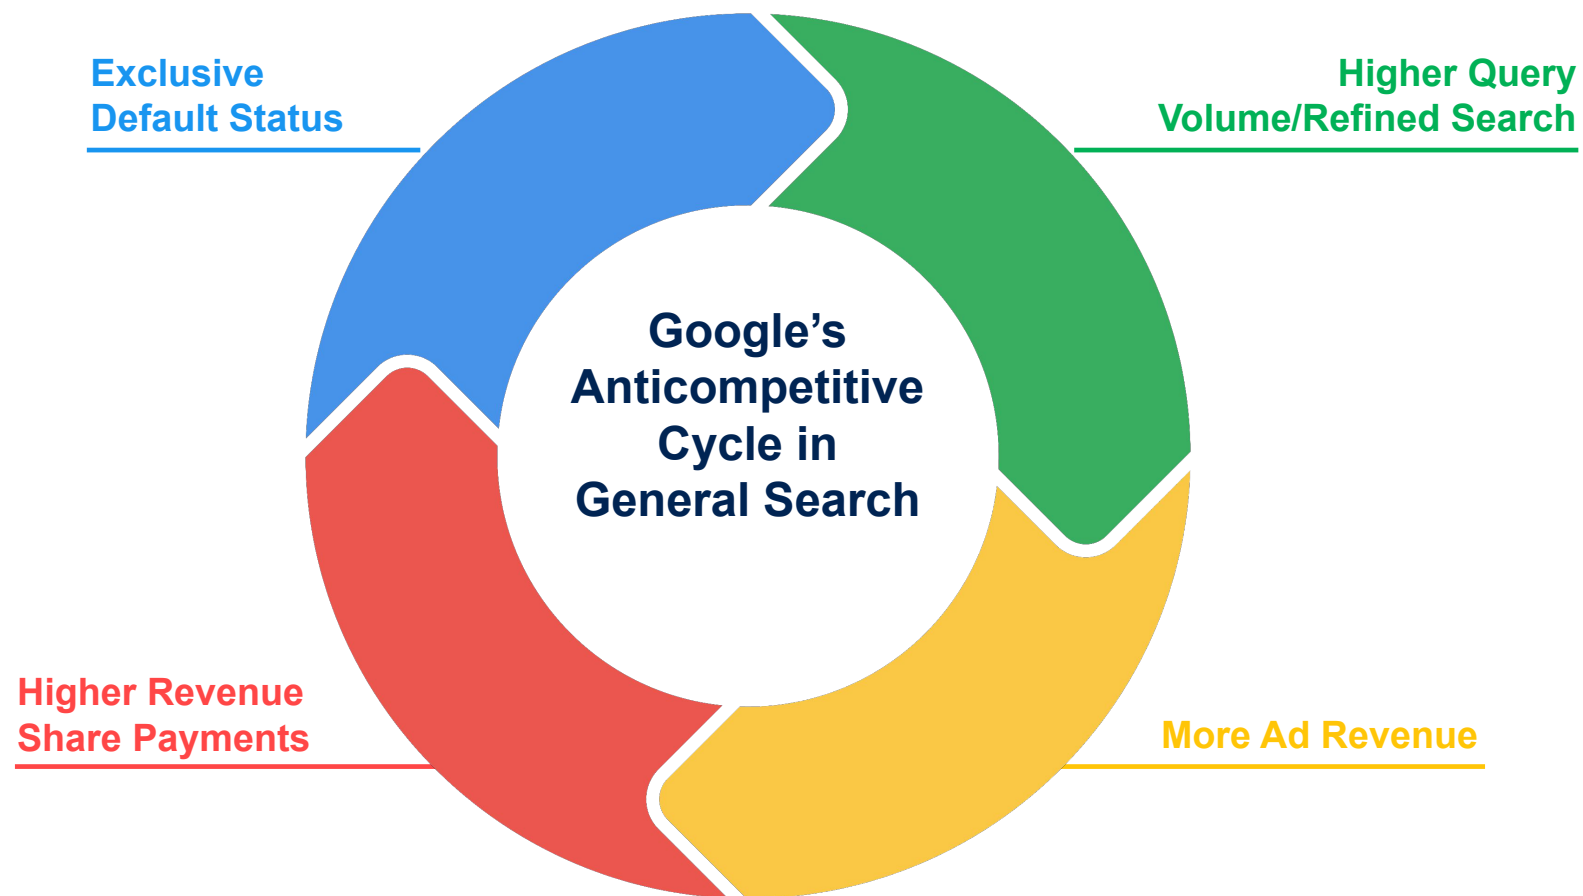 Exclusive
Default Status
Higher Query
Volume/Refined Search
Google’s
Anticompetitive
Cycle in
General Search
Higher Revenue
Share Payments
More Ad Revenue